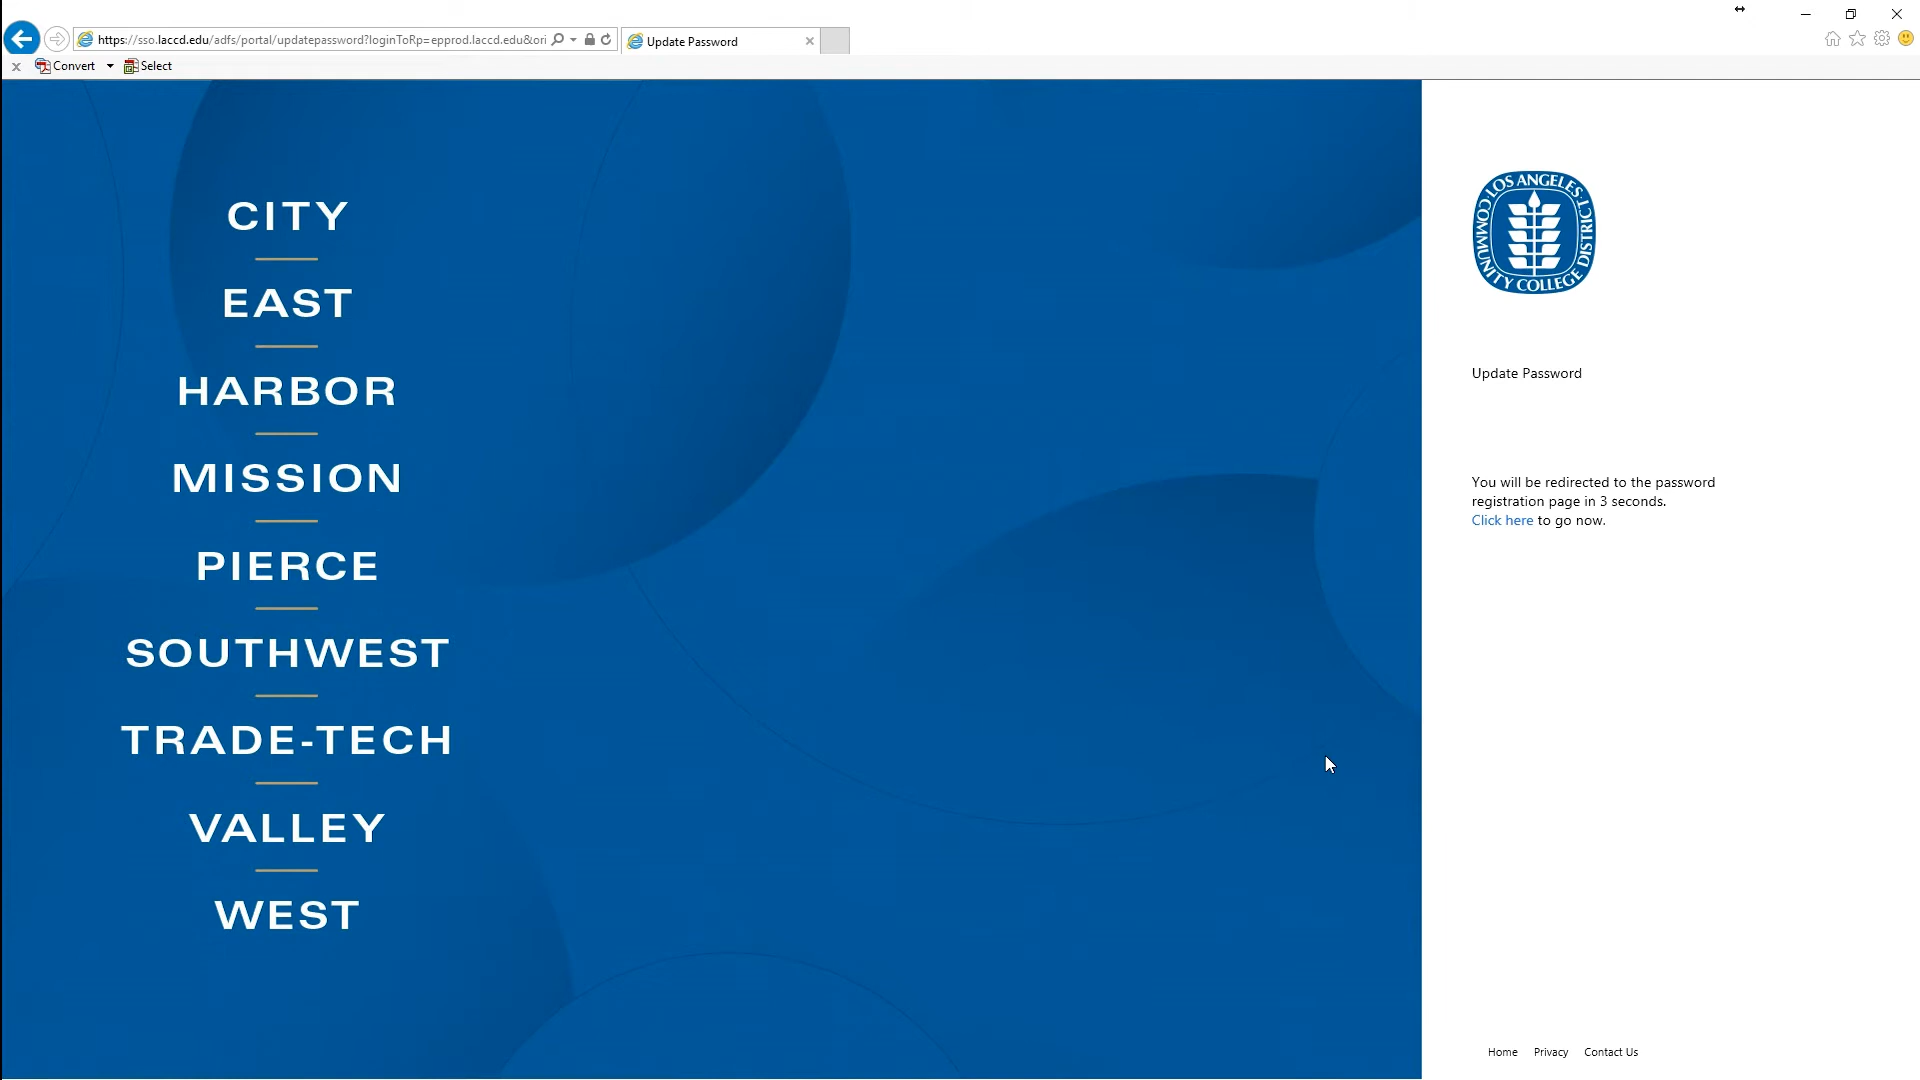 https://sso.laccd.edu/adfs/portal/updatepassword?loginToRp=epprod.laccd.edu&ori
Update Password
Convert
Select
CITY
EAST
HARBOR
MISSION
PIERCE
SOUTHWEST
TRADE-TECH
VALLEY
WEST
LOS ANGELES
COMMUNITY COLLEGE DISTRICT
Update Password
You will be redirected to the password
registration page in 3 seconds.
Click here to go now.
Home Privacy Contact Us